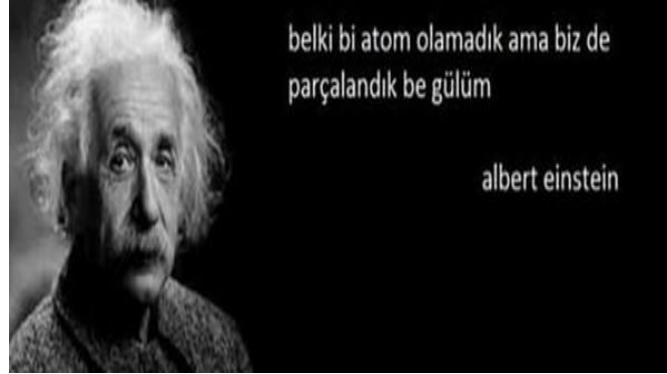 belki bi atom olamadık ama biz de
parçalandık be gülüm
albert einstein